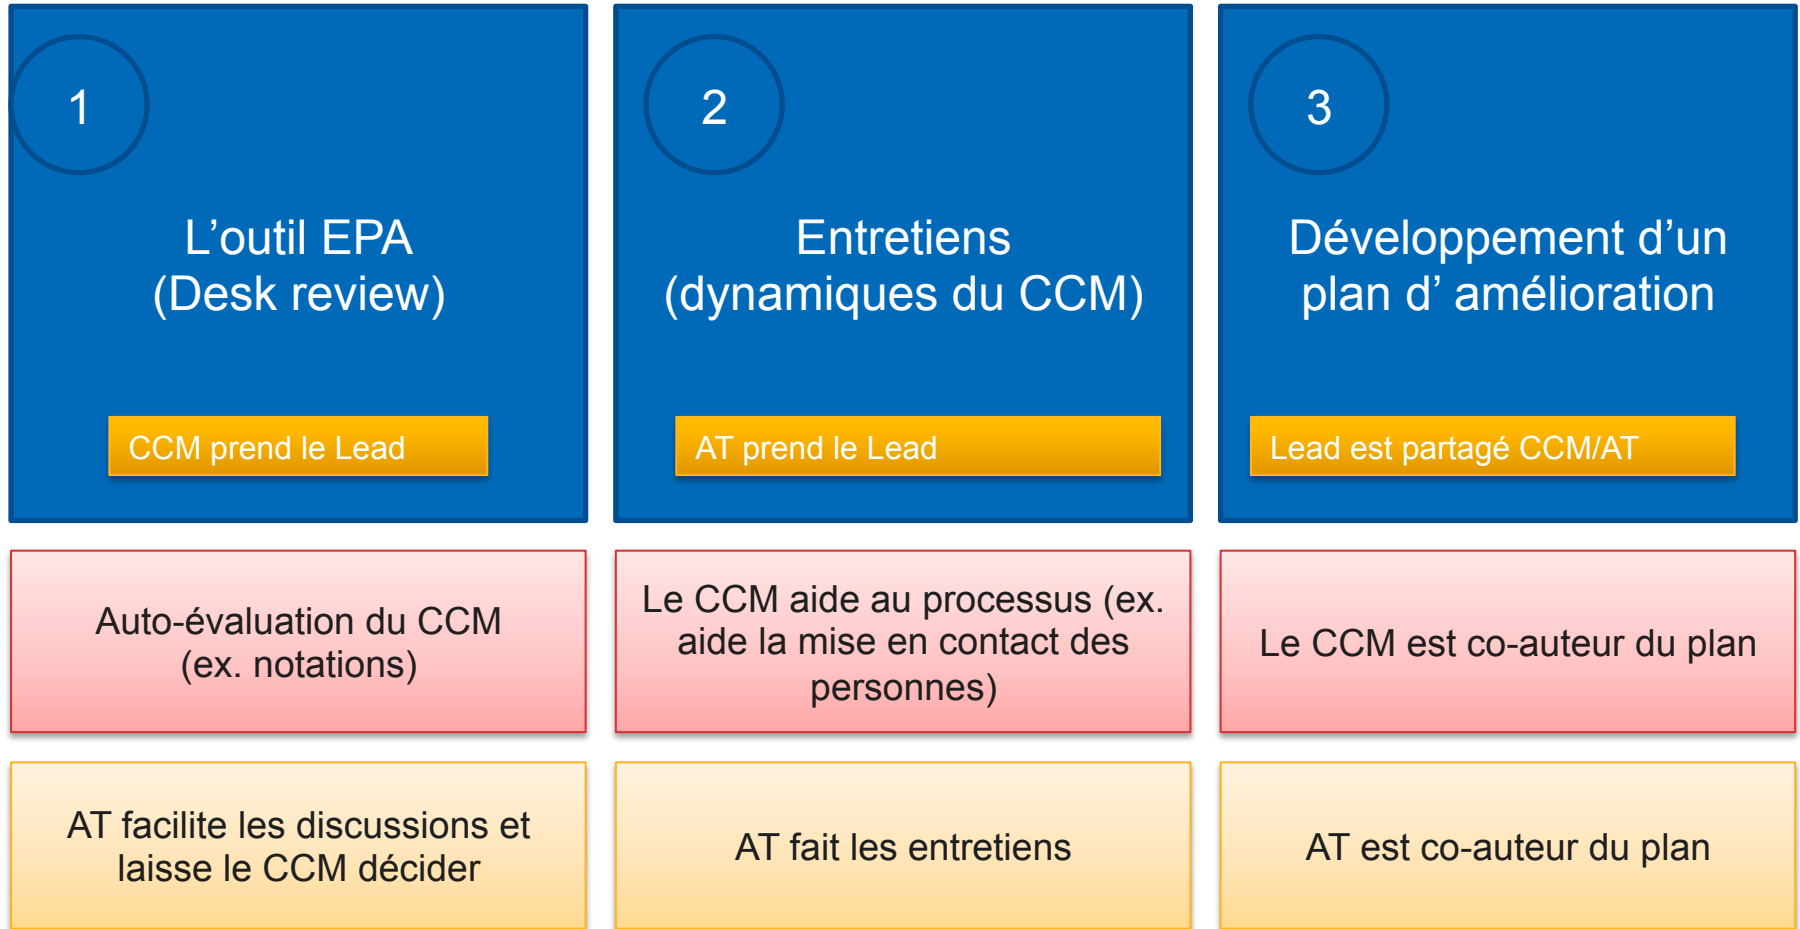 1
L’outil EPA
(Desk review)
CCM prend le Lead
2
Entretiens
(dynamiques du CCM)
AT prend le Lead
3
Développement d’un
plan d’ amélioration
Lead est partagé CCM/AT
Auto-évaluation du CCM
(ex. notations)
Le CCM aide au processus (ex.
aide la mise en contact des
personnes)
Le CCM est co-auteur du plan
AT facilite les discussions et
laisse le CCM décider
AT fait les entretiens
AT est co-auteur du plan